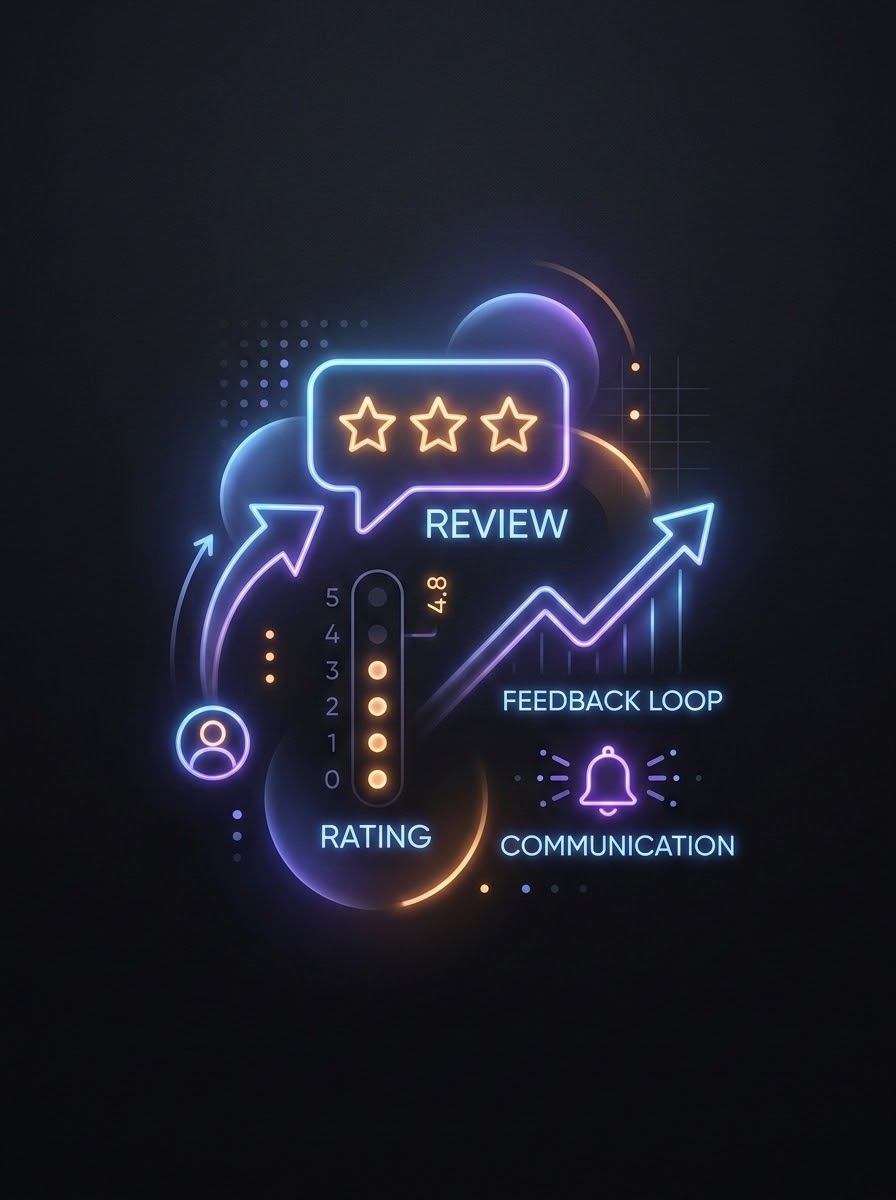 REVIEW
4.8
5
4
3
2
1
0
FEEDBACK LOOP
RATING
COMMUNICATION